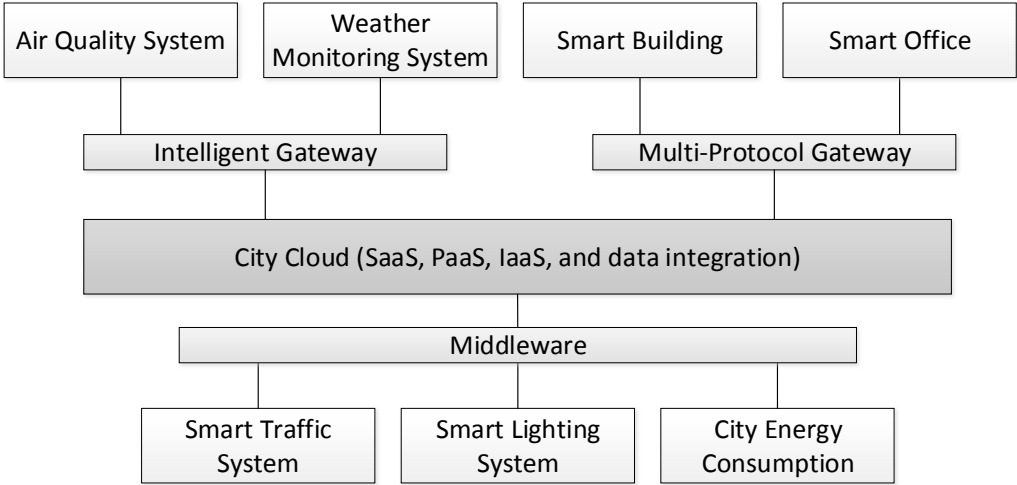 Air Quality System
Weather
Monitoring System
Smart Building
Smart Office
Intelligent Gateway
Multi-Protocol Gateway
City Cloud (SaaS, PaaS, IaaS, and data integration)
Middleware
Smart Traffic
System
Smart Lighting
System
City Energy
Consumption